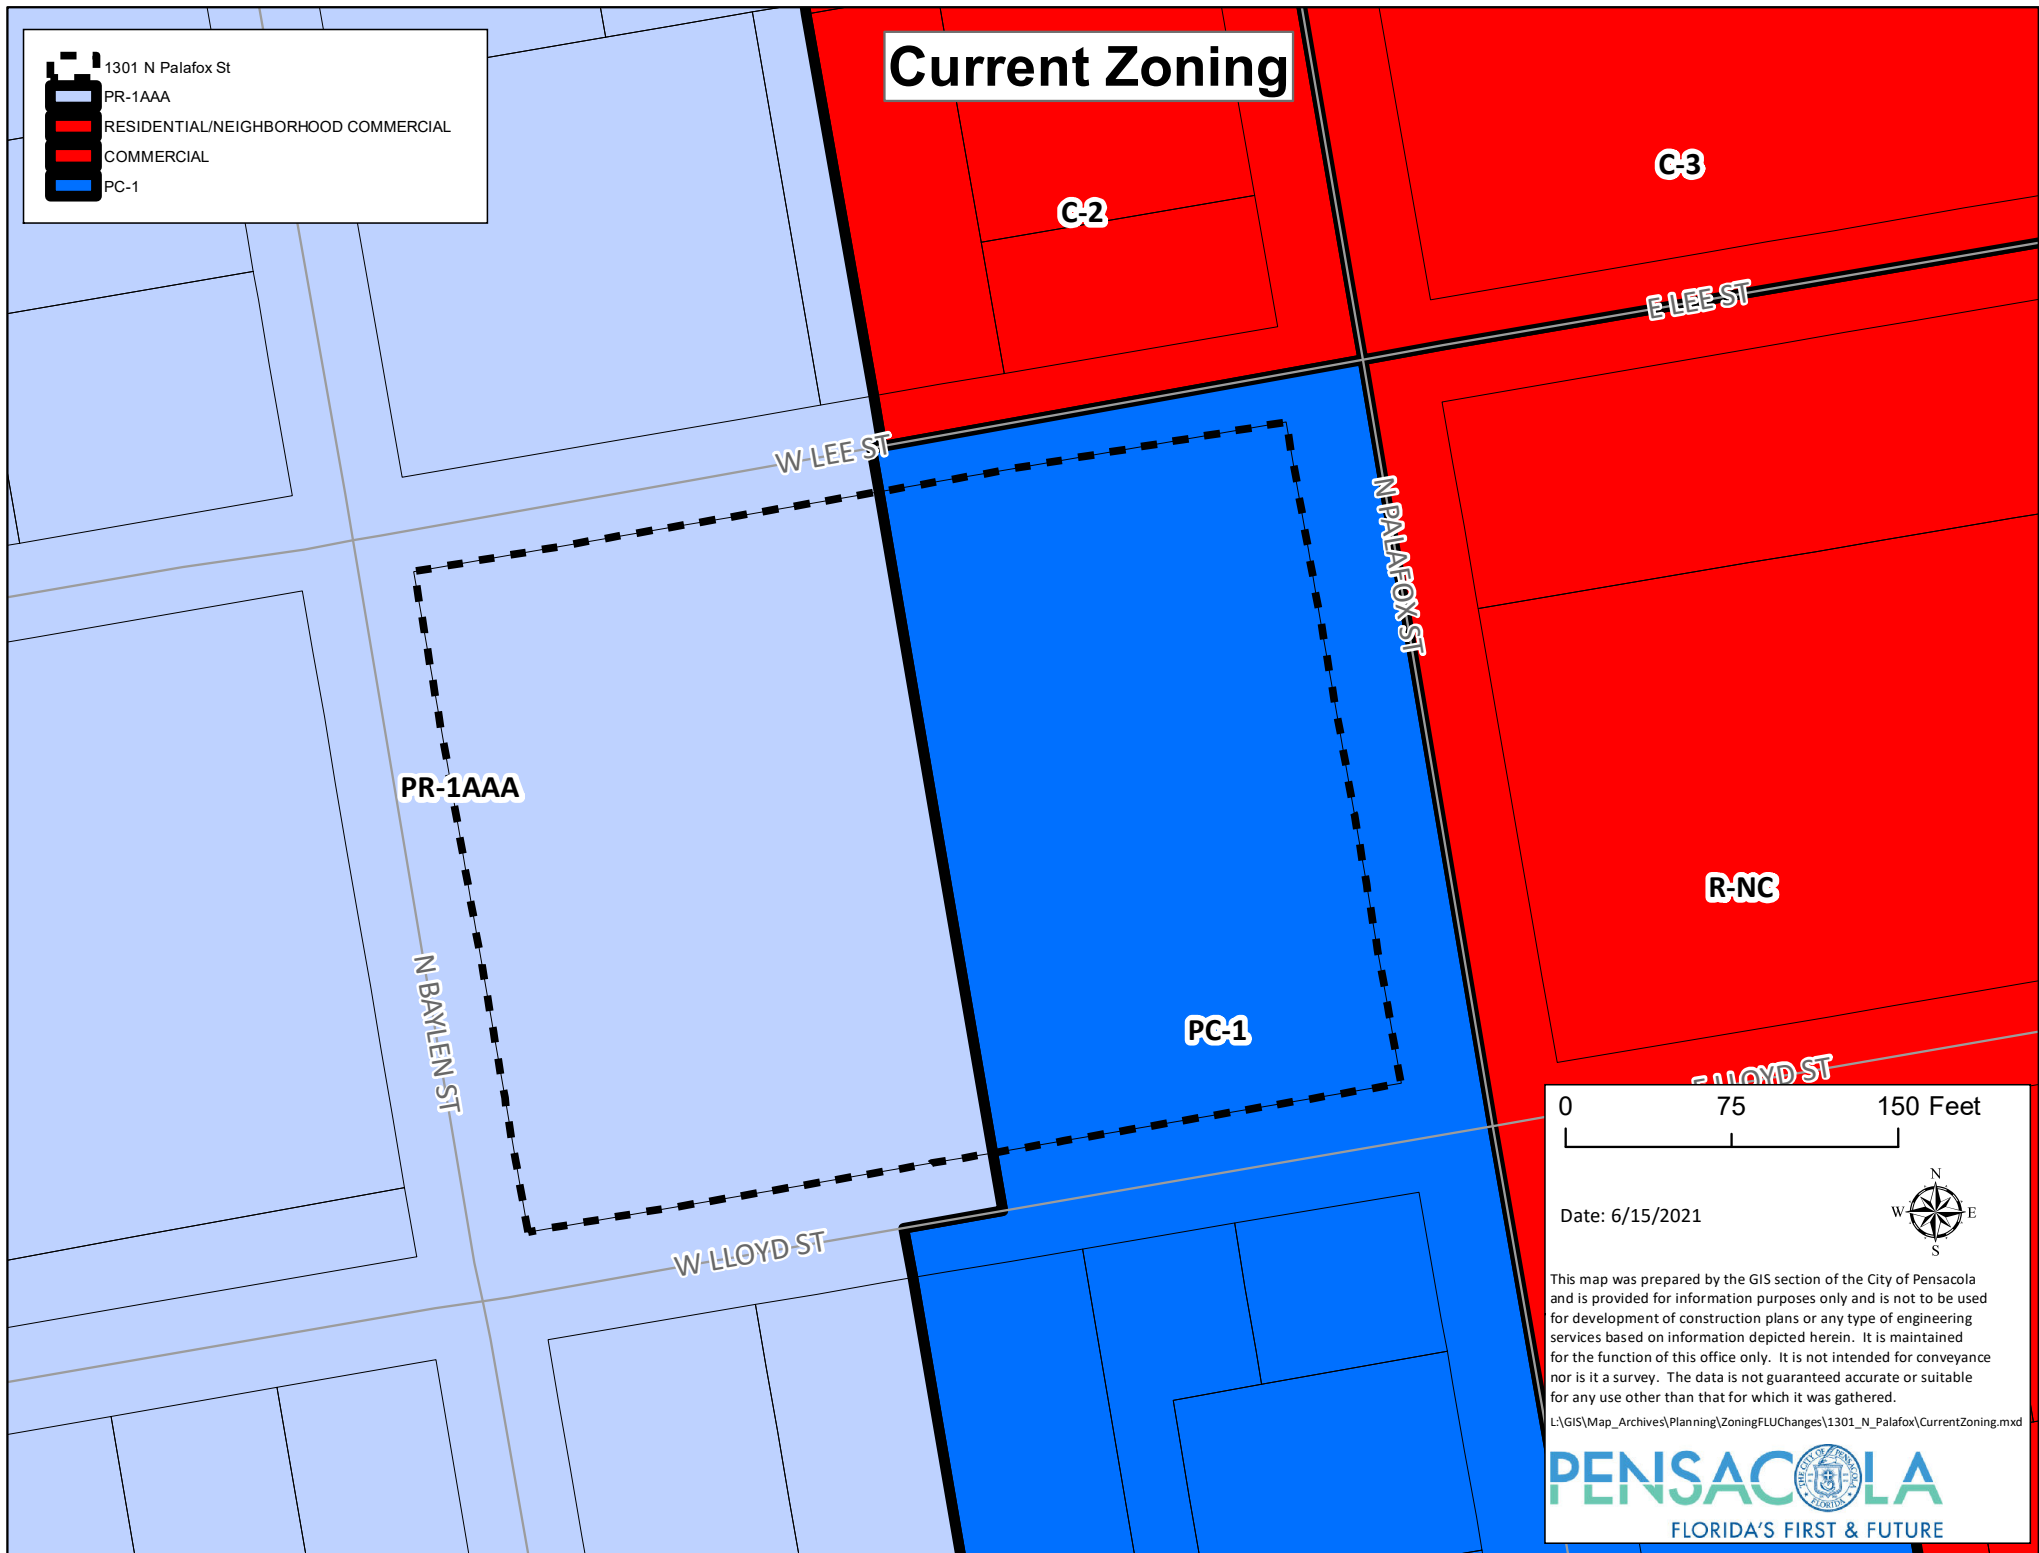 Current Zoning
1301 N Palafox St
PR-1AAA
RESIDENTIAL/NEIGHBORHOOD COMMERCIAL
COMMERCIAL
PC-1
C-3
C-2
E LEE ST
W LEE ST
N PALAFOX ST
PR-1AAA
R-NC
N BAYLEN ST
PC-1
E LLOYD ST
W LLOYD ST
0 75 150 Feet
N
W E
S
Date: 6/15/2021
This map was prepared by the GIS section of the City of Pensacola
and is provided for information purposes only and is not to be used
for development of construction plans or any type of engineering
services based on information depicted herein. It is maintained
for the function of this office only. It is not intended for conveyance
nor is it a survey. The data is not guaranteed accurate or suitable
for any use other than that for which it was gathered.
L:\GIS\Map_Archives\Planning\ZoningFLUChanges\1301_N_Palafox\CurrentZoning.mxd
PENSACOLA
THE CITY OF PENSACOLA
FLORIDA
FLORIDA'S FIRST & FUTURE